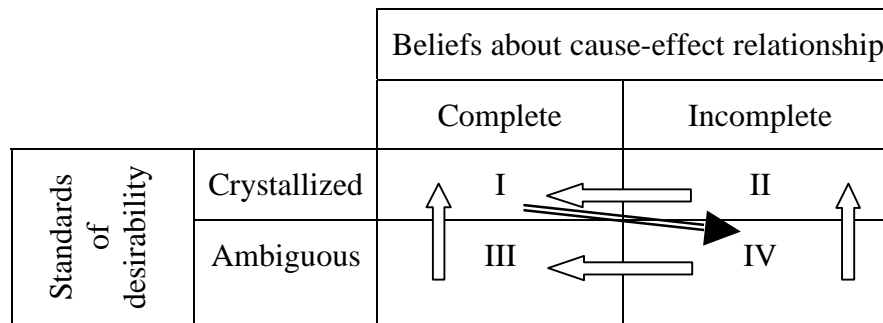 Beliefs about cause-effect relationship
Complete Incomplete
Standards
of
desirability
Crystallized I II
Ambiguous III IV